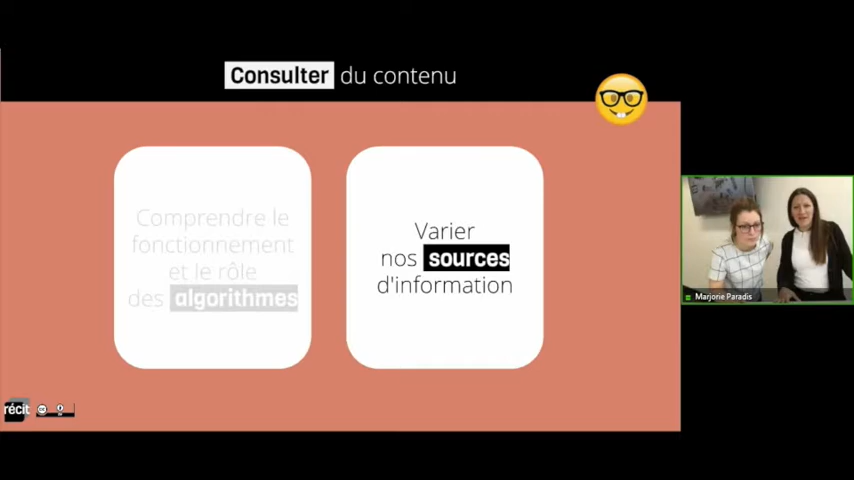 Consulter du contenu
Comprendre le
fonctionnement
et le rôle
des algorithmes
Varier
nos sources
d'information
Marjorie Paradis
récit